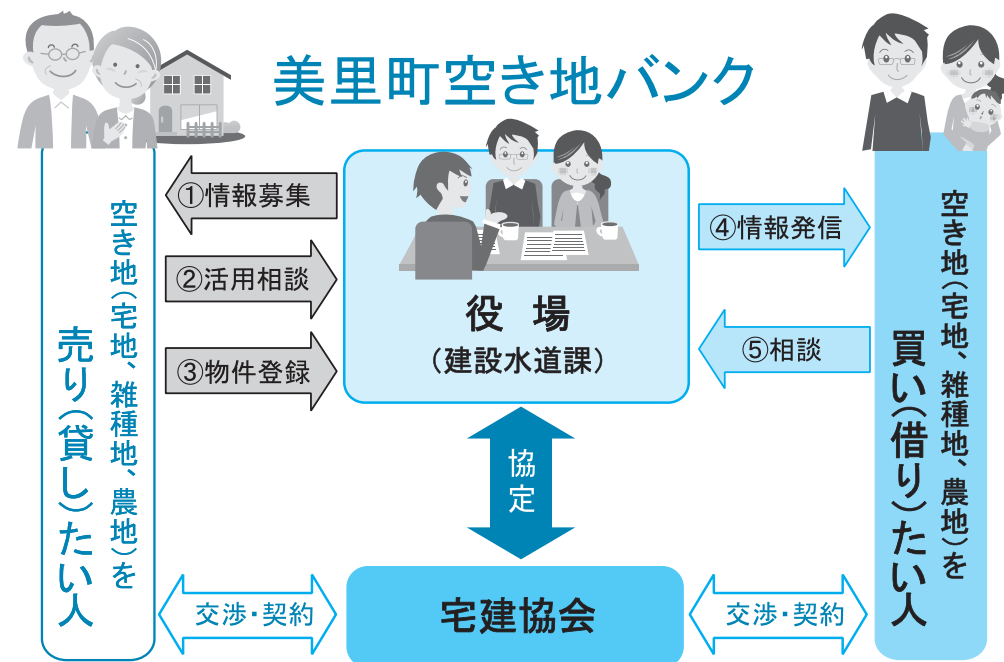 美里町空き地バンク
空き地(宅地、雑種地、農地)を
売り(貸し)たい人
①情報募集
②活用相談
③物件登録
役 場
(建設水道課)
④情報発信
⑤相談
空き地(宅地、雑種地、農地)を
買い(借り)たい人
協定
交渉・契約
宅建協会
交渉・契約